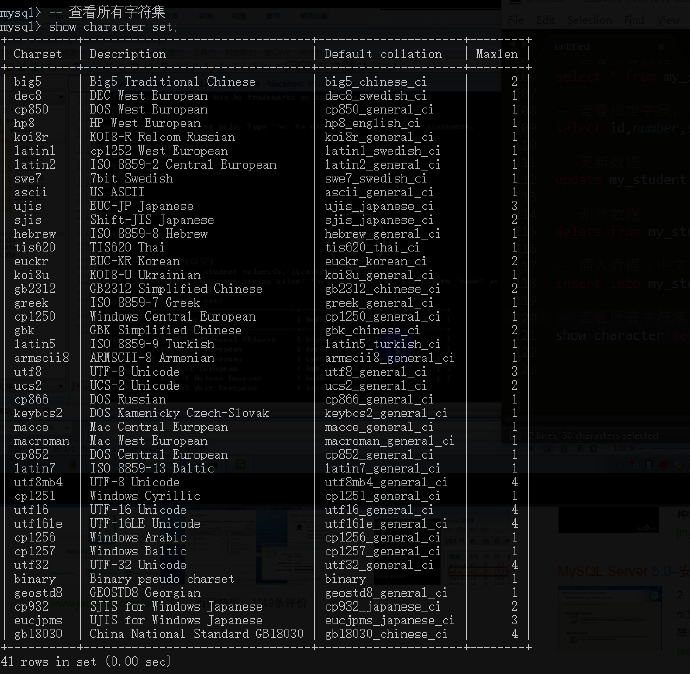 mysql> -- 查看所有字符集
mysql> show character set;
| Charset | Description | Default collation | Maxlen |
| big5 | Big5 Traditional Chinese | big5_chinese_ci | 2 |
| dec8 | DEC West European | dec8_swedish_ci | 1 |
| cp850 | DOS West European | cp850_general_ci | 1 |
| hp8 | HP West European | hp8_english_ci | 1 |
| koi8r | KOI8-R Relcom Russian | koi8r_general_ci | 1 |
| latin1 | cp1252 West European | latin1_swedish_ci | 1 |
| latin2 | ISO 8859-2 Central European | latin2_general_ci | 1 |
| swe7 | 7bit Swedish | swe7_swedish_ci | 1 |
| ascii | US ASCII | ascii_general_ci | 1 |
| ujis | EUC-JP Japanese | ujis_japanese_ci | 3 |
| sjis | Shift-JIS Japanese | sjis_japanese_ci | 2 |
| hebrew | ISO 8859-8 Hebrew | hebrew_general_ci | 1 |
| tis620 | TIS620 Thai | tis620_thai_ci | 1 |
| euckr | EUC-KR Korean | euckr_korean_ci | 2 |
| koi8u | KOI8-U Ukrainian | koi8u_general_ci | 1 |
| gb2312 | GB2312 Simplified Chinese | gb2312_chinese_ci | 2 |
| greek | ISO 8859-7 Greek | greek_general_ci | 1 |
| cp1250 | Windows Central European | cp1250_general_ci | 1 |
| gbk | GBK Simplified Chinese | gbk_chinese_ci | 2 |
| latin5 | ISO 8859-9 Turkish | latin5_turkish_ci | 1 |
| armscii8 | ARMSCII-8 Armenian | armscii8_general_ci | 1 |
| utf8 | UTF-8 Unicode | utf8_general_ci | 3 |
| ucs2 | UCS-2 Unicode | ucs2_general_ci | 2 |
| cp866 | DOS Russian | cp866_general_ci | 1 |
| keybcs2 | DOS Kamenicky Czech-Slovak | keybcs2_general_ci | 1 |
| macce | Mac Central European | macce_general_ci | 1 |
| macroman | Mac West European | macroman_general_ci | 1 |
| cp852 | DOS Central European | cp852_general_ci | 1 |
| latin7 | ISO 8859-13 Baltic | latin7_general_ci | 1 |
| utf8mb4 | UTF-8 Unicode | utf8mb4_general_ci | 4 |
| cp1251 | Windows Cyrillic | cp1251_general_ci | 1 |
| utf16 | UTF-16 Unicode | utf16_general_ci | 4 |
| utf16le | UTF-16LE Unicode | utf16le_general_ci | 4 |
| cp1256 | Windows Arabic | cp1256_general_ci | 1 |
| cp1257 | Windows Baltic | cp1257_general_ci | 1 |
| utf32 | UTF-32 Unicode | utf32_general_ci | 4 |
| binary | Binary pseudo charset | binary | 1 |
| geostd8 | GEOSTD8 Georgian | geostd8_general_ci | 1 |
| cp932 | SJIS for Windows Japanese | cp932_japanese_ci | 2 |
| eucjpms | UJIS for Windows Japanese | eucjpms_japanese_ci | 3 |
| gb18030 | China National Standard GB18030 | gb18030_chinese_ci | 4 |
41 rows in set (0.00 sec)
File Edit Selection Find View
untitled
MySQL Server 5.0